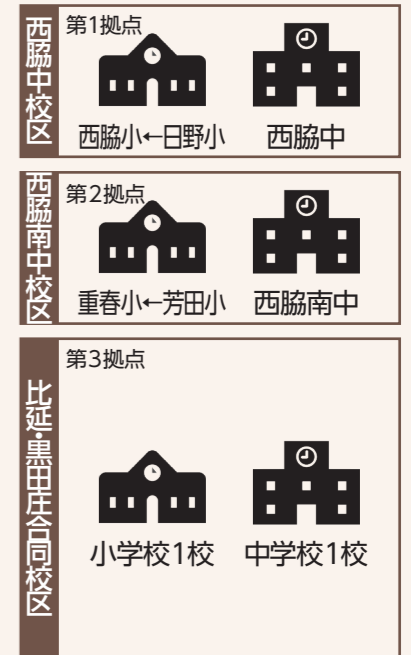 西脇中校区
第1拠点
西脇小←日野小
西脇中
西脇南中校区
第2拠点
重春小←芳田小
西脇南中
比延・黒田庄合同校区
第3拠点
小学校1校
中学校1校